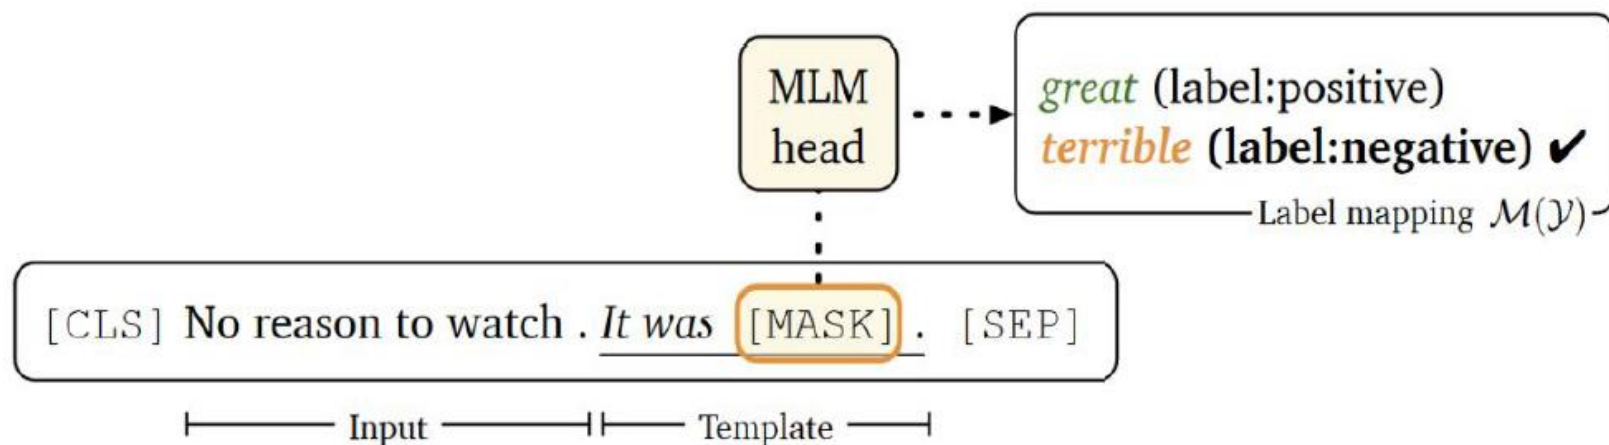 MLM
head
great (label:positive)
terrible (label:negative) ✔
Label mapping M(Y)
[CLS] No reason to watch . It was [MASK] . [SEP]
Input
Template